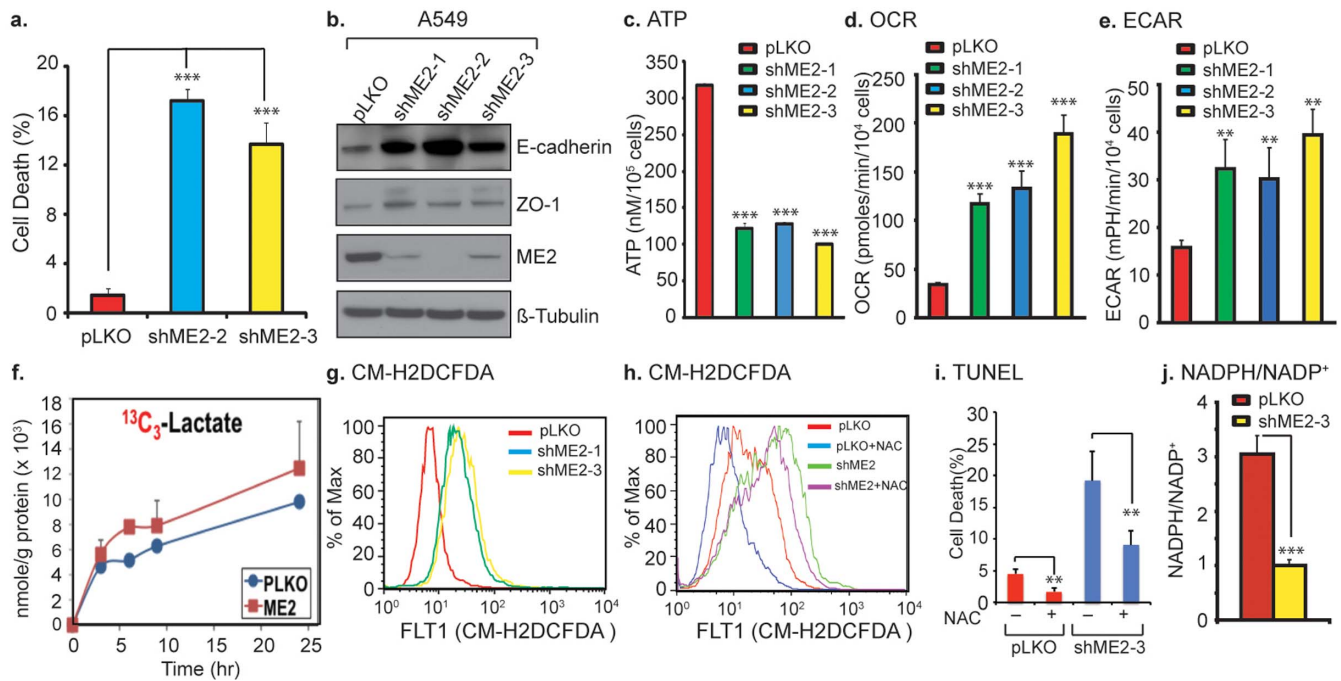 a.
Cell Death (%)
20
16
12
8
4
0
***
***
pLKO shME2-2 shME2-3
b.
A549
pLKO shME2-1 shME2-2 shME2-3
E-cadherin
ZO-1
ME2
ß-Tubulin
c. ATP
pLKO
shME2-1
shME2-2
shME2-3
ATP (nM/10⁵ cells)
350
300
250
200
150
100
50
0
*** *** ***
d. OCR
pLKO
shME2-1
shME2-2
shME2-3
OCR (pmoles/min/10⁴ cells)
250
200
150
100
50
0
*** *** ***
e. ECAR
pLKO
shME2-1
shME2-2
shME2-3
ECAR (mPH/min/10⁴ cells)
50
40
30
20
10
0
** ** **
f.
¹³C₃-Lactate
nmole/g protein (x 10³)
18
16
14
12
10
8
6
4
2
0
PLKO
ME2
0 5 10 15 20 25
Time (hr)
g. CM-H2DCFDA
pLKO
shME2-1
shME2-3
% of Max
100
80
60
40
20
0
10⁰ 10¹ 10² 10³ 10⁴
FLT1 (CM-H2DCFDA )
h. CM-H2DCFDA
pLKO
pLKO+NAC
shME2
shME2+NAC
% of Max
100
80
60
40
20
0
10⁰ 10¹ 10² 10³ 10⁴
FLT1 (CM-H2DCFDA )
i. TUNEL
Cell Death(%)
30
25
20
15
10
5
0
** **
NAC − + − +
pLKO shME2-3
j. NADPH/NADP⁺
pLKO
shME2-3
NADPH/NADP⁺
4
3
2
1
0
***